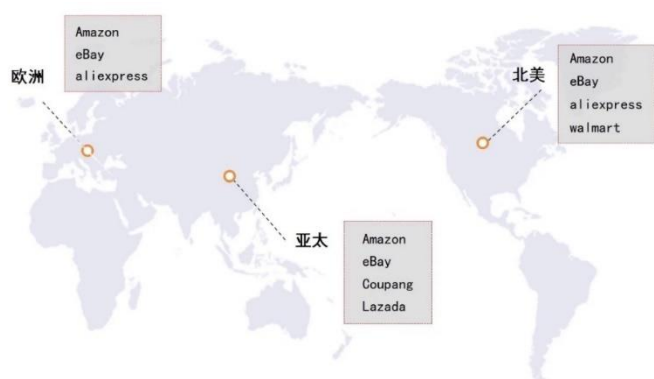 Amazon
eBay
aliexpress
欧洲
Amazon
eBay
aliexpress
walmart
北美
亚太
Amazon
eBay
Coupang
Lazada